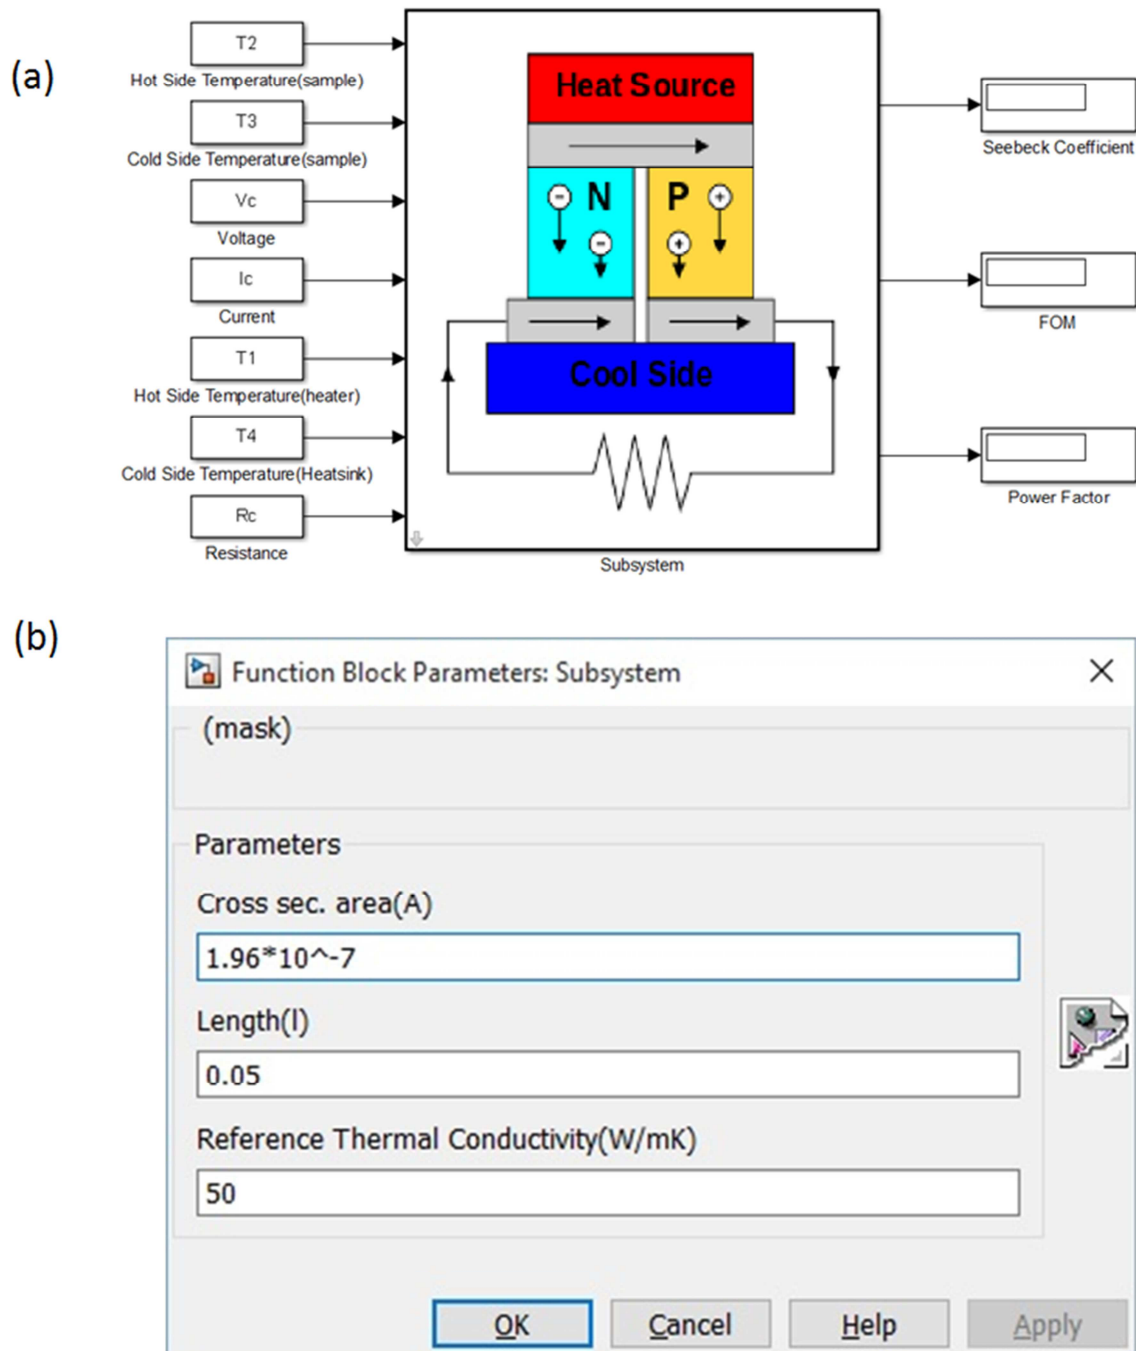 (a)
T2
Hot Side Temperature(sample)
T3
Cold Side Temperature(sample)
Vc
Voltage
Ic
Current
T1
Hot Side Temperature(heater)
T4
Cold Side Temperature(Heatsink)
Rc
Resistance
Heat Source
N
P
Cool Side
Subsystem
Seebeck Coefficient
FOM
Power Factor
(b)
Function Block Parameters: Subsystem
(mask)
Parameters
Cross sec. area(A)
1.96*10^-7
Length(l)
0.05
Reference Thermal Conductivity(W/mK)
50
OK Cancel Help Apply